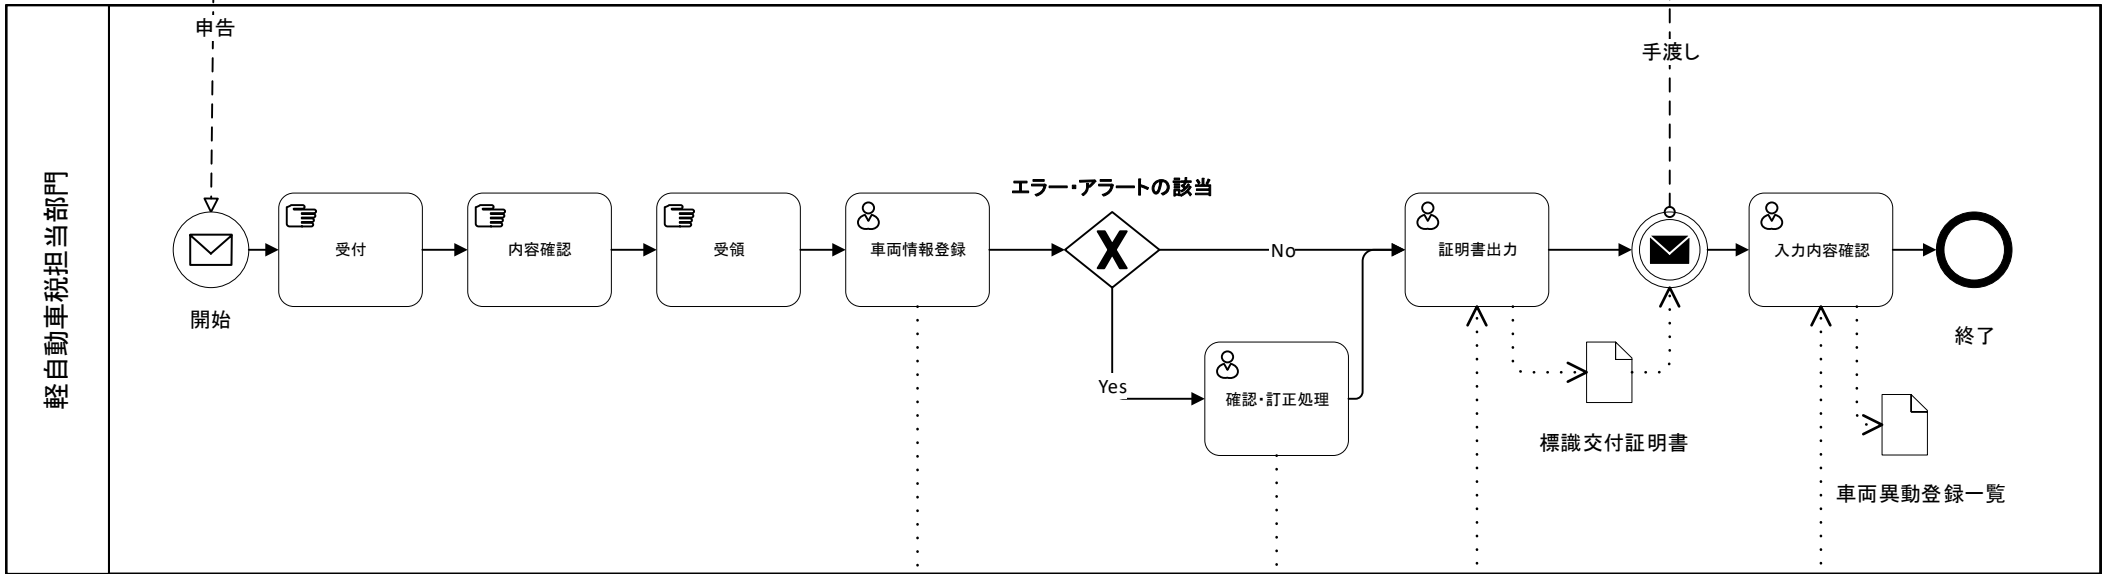 申告
手渡し
軽自動車税担当部門
エラー・アラートの該当
受付
内容確認
受領
車両情報登録
No
証明書出力
入力内容確認
開始
終了
Yes
確認・訂正処理
標識交付証明書
車両異動登録一覧